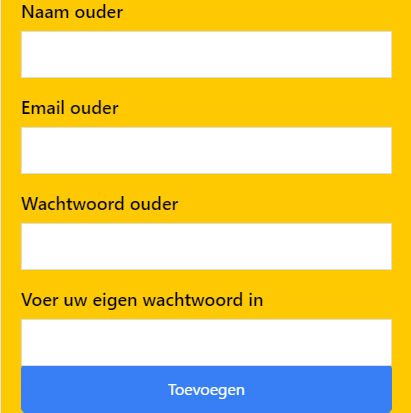 Naam ouder
Email ouder
Wachtwoord ouder
Voer uw eigen wachtwoord in
Toevoegen